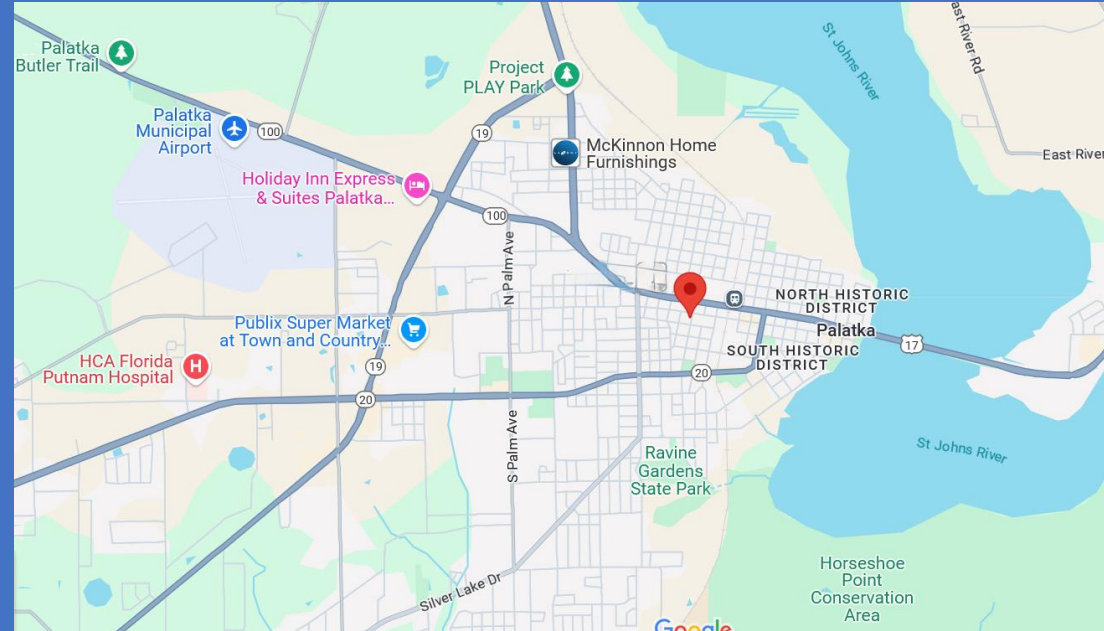 Palatka
Butler Trail
Project
PLAY Park
St Johns River
East River Rd
Palatka
Municipal
Airport
100
19
McKinnon Home
Furnishings
East River
Holiday Inn Express
& Suites Palatka...
100
N Palm Ave
NORTH HISTORIC
DISTRICT
Palatka
17
SOUTH HISTORIC
DISTRICT
Publix Super Market
at Town and Country...
HCA Florida
Putnam Hospital
H
19
20
20
S Palm Ave
Ravine
Gardens
State Park
St Johns River
Horseshoe
Point
Conservation
Area
Silver Lake Dr
Google